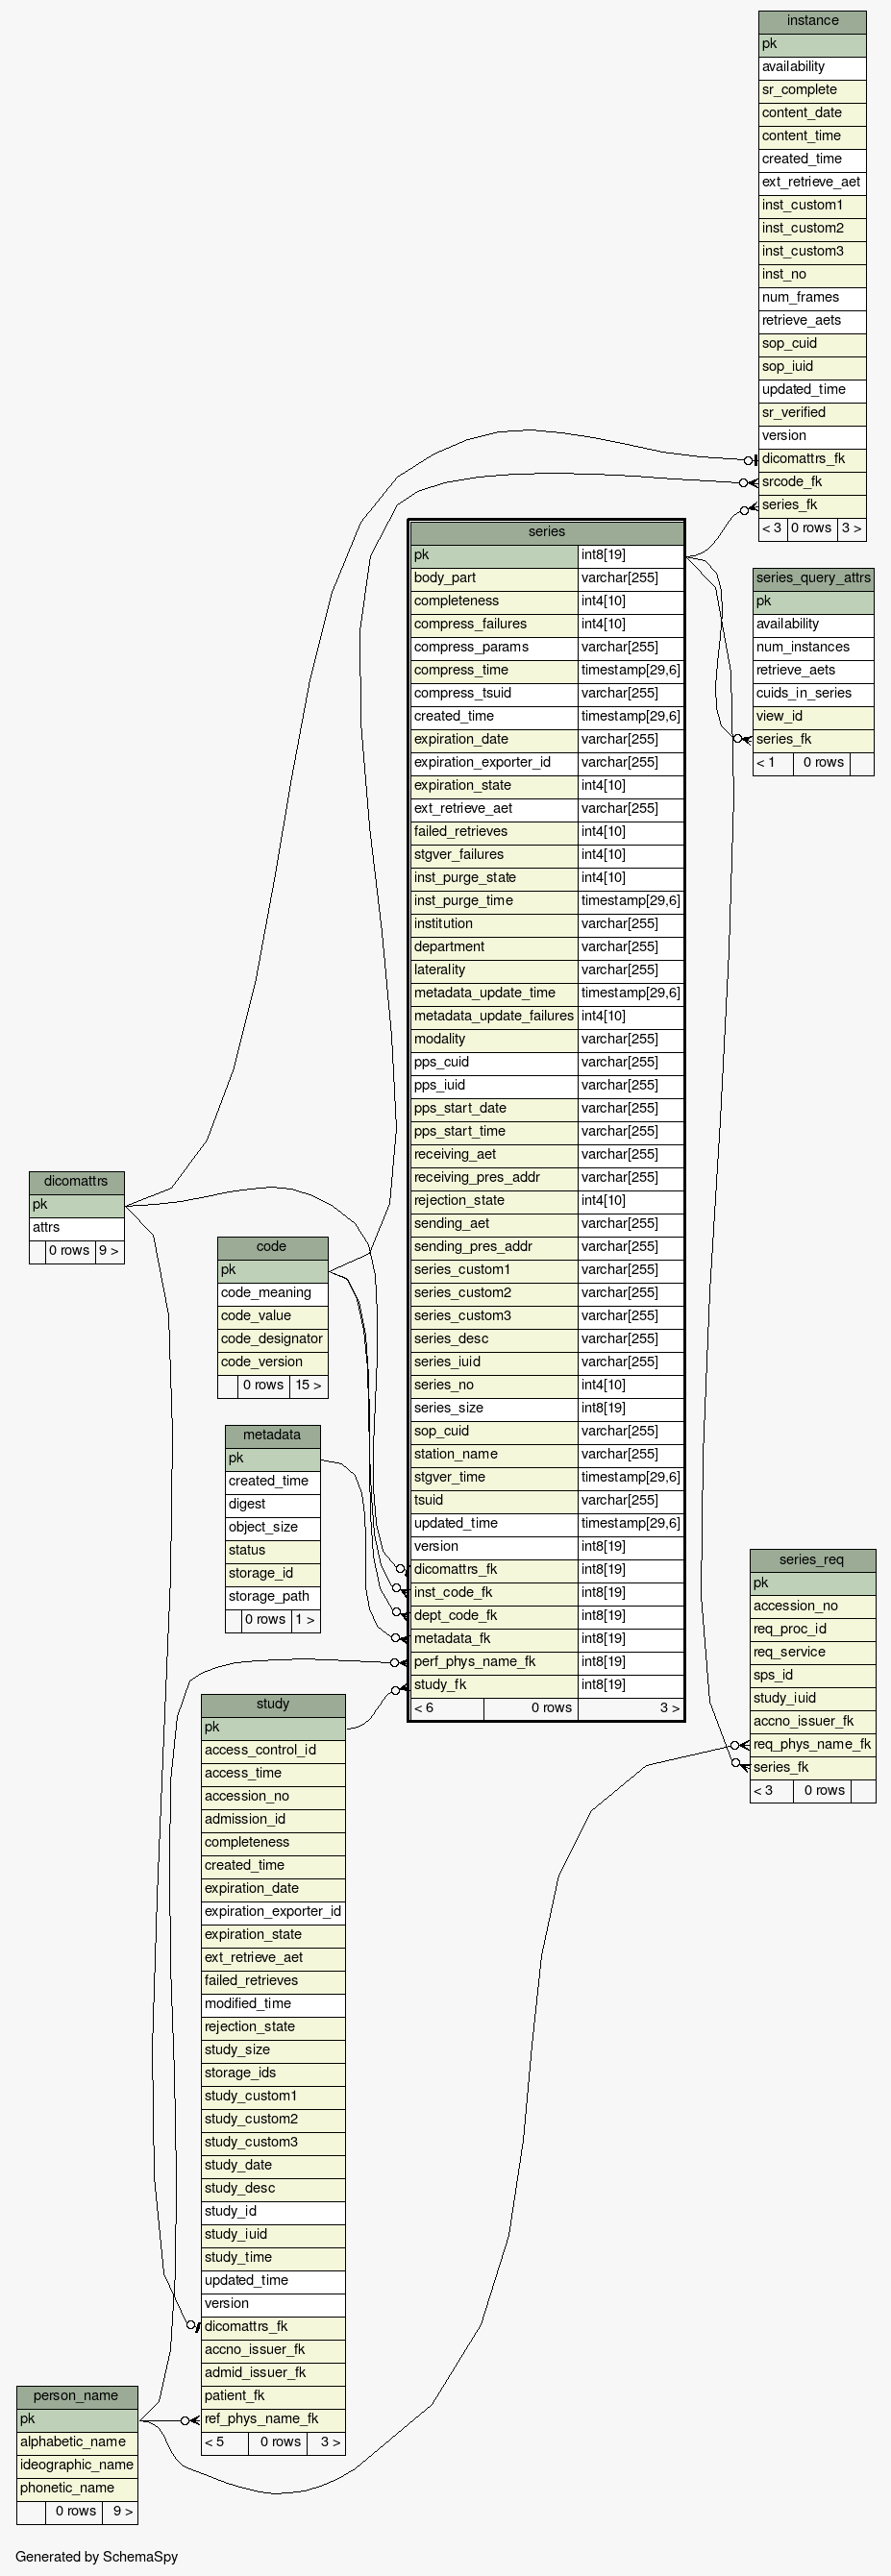 instance
pk
availability
sr_complete
content_date
content_time
created_time
ext_retrieve_aet
inst_custom1
inst_custom2
inst_custom3
inst_no
num_frames
retrieve_aets
sop_cuid
sop_iuid
updated_time
sr_verified
version
dicomattrs_fk
srcode_fk
series_fk
< 3 0 rows 3 >
series
pk int8[19]
body_part varchar[255]
completeness int4[10]
compress_failures int4[10]
compress_params varchar[255]
compress_time timestamp[29,6]
compress_tsuid varchar[255]
created_time timestamp[29,6]
expiration_date varchar[255]
expiration_exporter_id varchar[255]
expiration_state int4[10]
ext_retrieve_aet varchar[255]
failed_retrieves int4[10]
stgver_failures int4[10]
inst_purge_state int4[10]
inst_purge_time timestamp[29,6]
institution varchar[255]
department varchar[255]
laterality varchar[255]
metadata_update_time timestamp[29,6]
metadata_update_failures int4[10]
modality varchar[255]
pps_cuid varchar[255]
pps_iuid varchar[255]
pps_start_date varchar[255]
pps_start_time varchar[255]
receiving_aet varchar[255]
receiving_pres_addr varchar[255]
rejection_state int4[10]
sending_aet varchar[255]
sending_pres_addr varchar[255]
series_custom1 varchar[255]
series_custom2 varchar[255]
series_custom3 varchar[255]
series_desc varchar[255]
series_iuid varchar[255]
series_no int4[10]
series_size int8[19]
sop_cuid varchar[255]
station_name varchar[255]
stgver_time timestamp[29,6]
tsuid varchar[255]
updated_time timestamp[29,6]
version int8[19]
dicomattrs_fk int8[19]
inst_code_fk int8[19]
dept_code_fk int8[19]
metadata_fk int8[19]
perf_phys_name_fk int8[19]
study_fk int8[19]
< 6 0 rows 3 >
series_query_attrs
pk
availability
num_instances
retrieve_aets
cuids_in_series
view_id
series_fk
< 1 0 rows
dicomattrs
pk
attrs
0 rows 9 >
code
pk
code_meaning
code_value
code_designator
code_version
0 rows 15 >
metadata
pk
created_time
digest
object_size
status
storage_id
storage_path
0 rows 1 >
series_req
pk
accession_no
req_proc_id
req_service
sps_id
study_iuid
accno_issuer_fk
req_phys_name_fk
series_fk
< 3 0 rows
study
pk
access_control_id
access_time
accession_no
admission_id
completeness
created_time
expiration_date
expiration_exporter_id
expiration_state
ext_retrieve_aet
failed_retrieves
modified_time
rejection_state
study_size
storage_ids
study_custom1
study_custom2
study_custom3
study_date
study_desc
study_id
study_iuid
study_time
updated_time
version
dicomattrs_fk
accno_issuer_fk
admid_issuer_fk
patient_fk
ref_phys_name_fk
< 5 0 rows 3 >
person_name
pk
alphabetic_name
ideographic_name
phonetic_name
0 rows 9 >
Generated by SchemaSpy